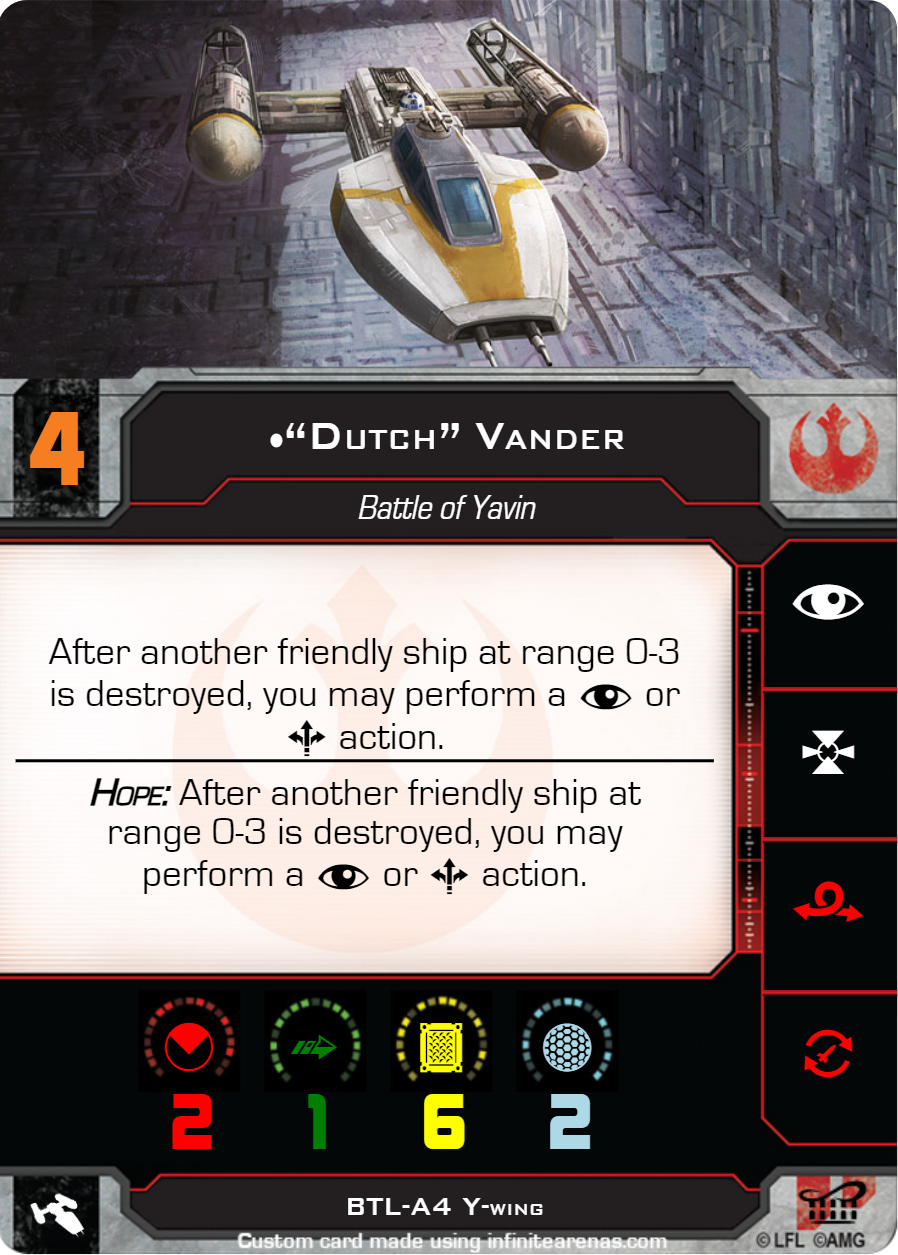 4
•“Dutch” Vander
Battle of Yavin
After another friendly ship at range 0-3
is destroyed, you may perform a or
action.
Hope: After another friendly ship at
range 0-3 is destroyed, you may
perform a or action.
2 1 6 2
BTL-A4 Y-wing
Custom card made using infinitearenas.com
© LFL ©AMG